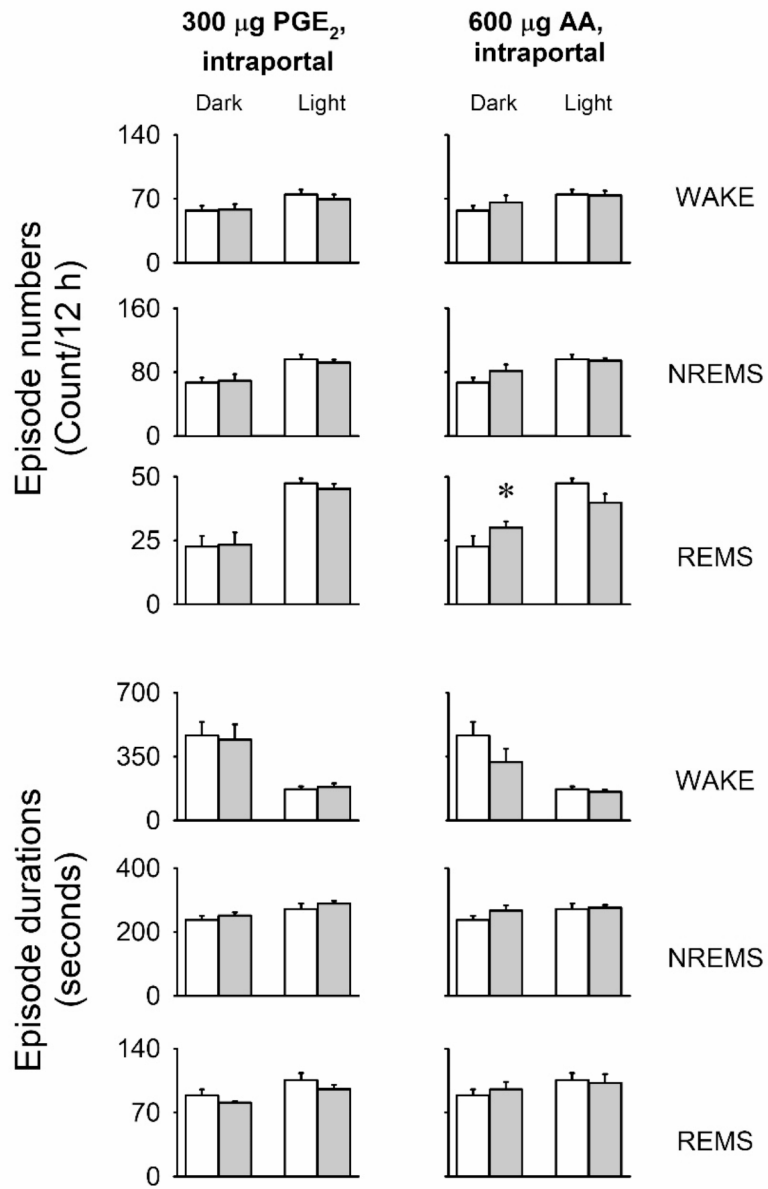 300 μg PGE₂, 600 μg AA,
intraportal intraportal
Dark Light Dark Light
Episode numbers
(Count/12 h)
140
70
0
WAKE
160
80
0
NREMS
50
25
0
*
REMS
Episode durations
(seconds)
700
350
0
WAKE
400
200
0
NREMS
140
70
0
REMS